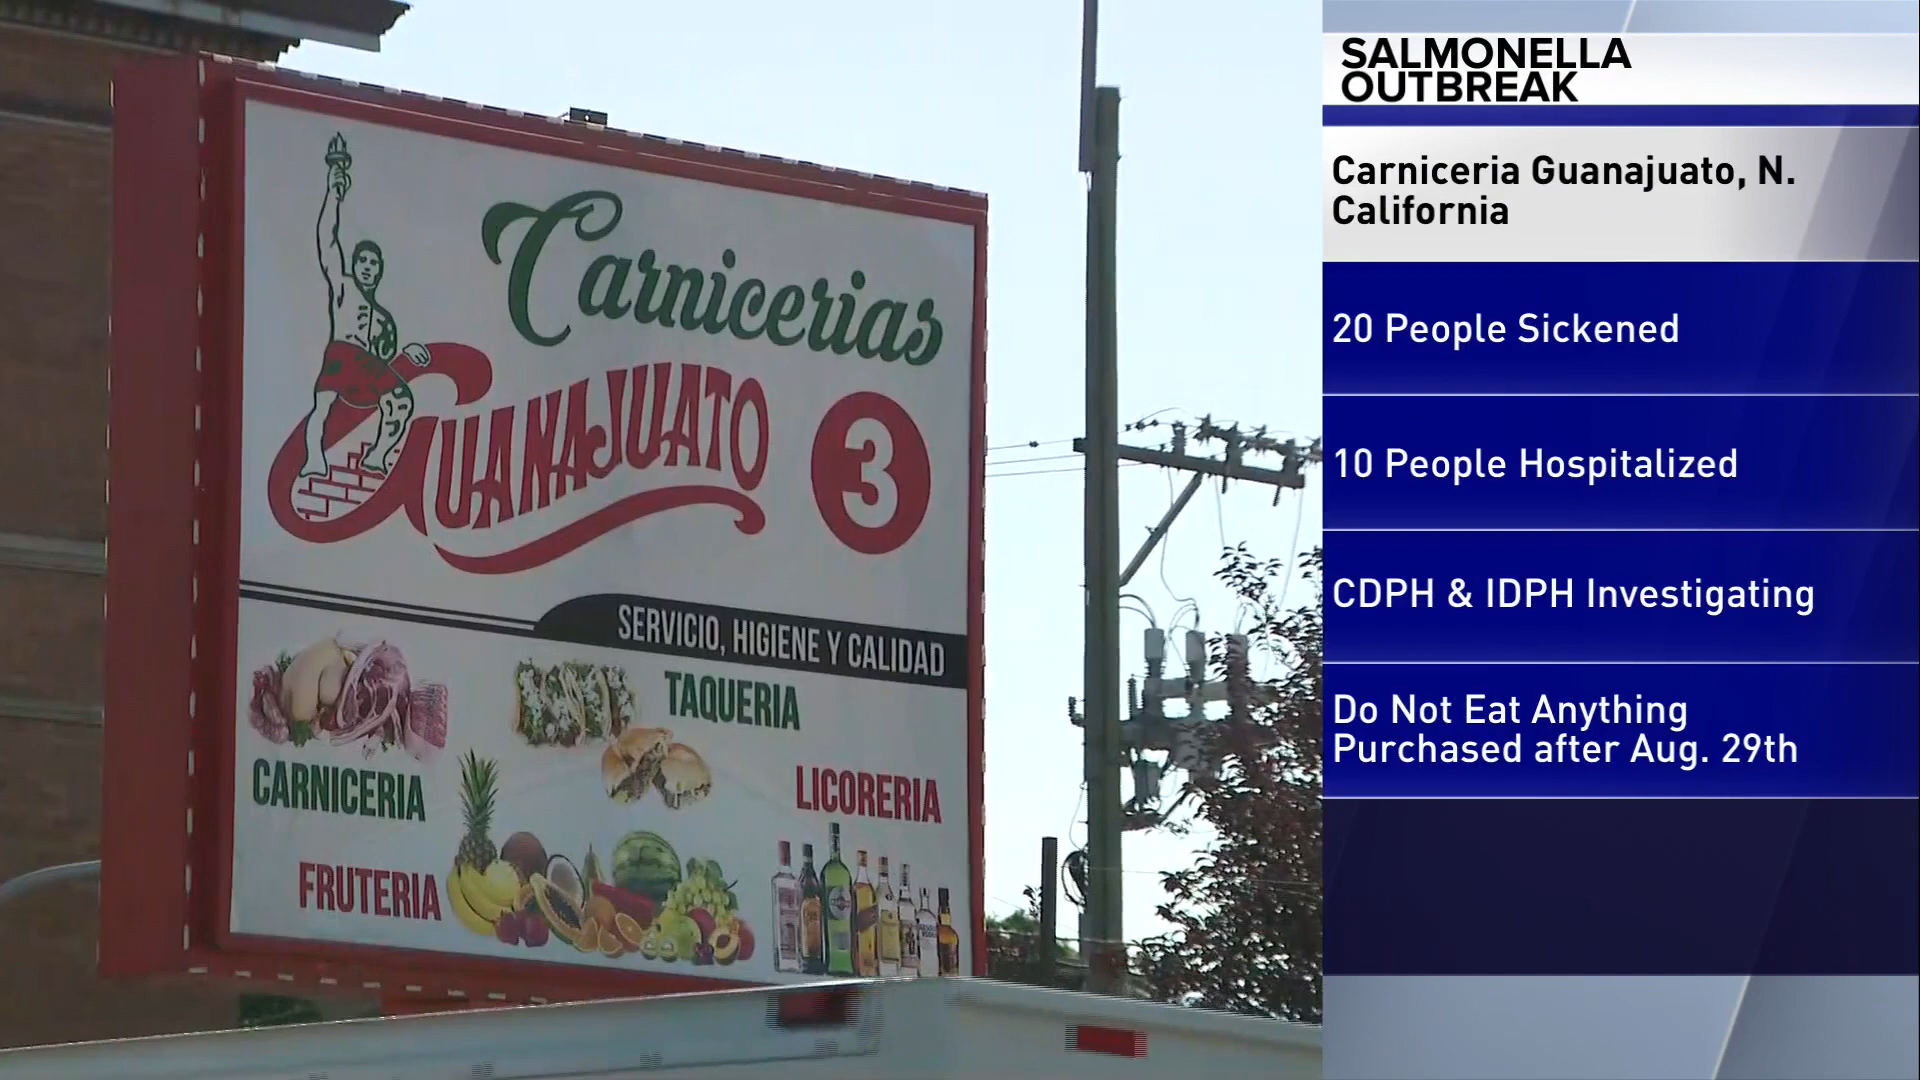 Carnicerias
GUANAJUATO 3
SERVICIO, HIGIENE Y CALIDAD
TAQUERIA
CARNICERIA
LICORERIA
FRUTERIA
SALMONELLA
OUTBREAK
Carniceria Guanajuato, N.
California
20 People Sickened
10 People Hospitalized
CDPH & IDPH Investigating
Do Not Eat Anything
Purchased after Aug. 29th